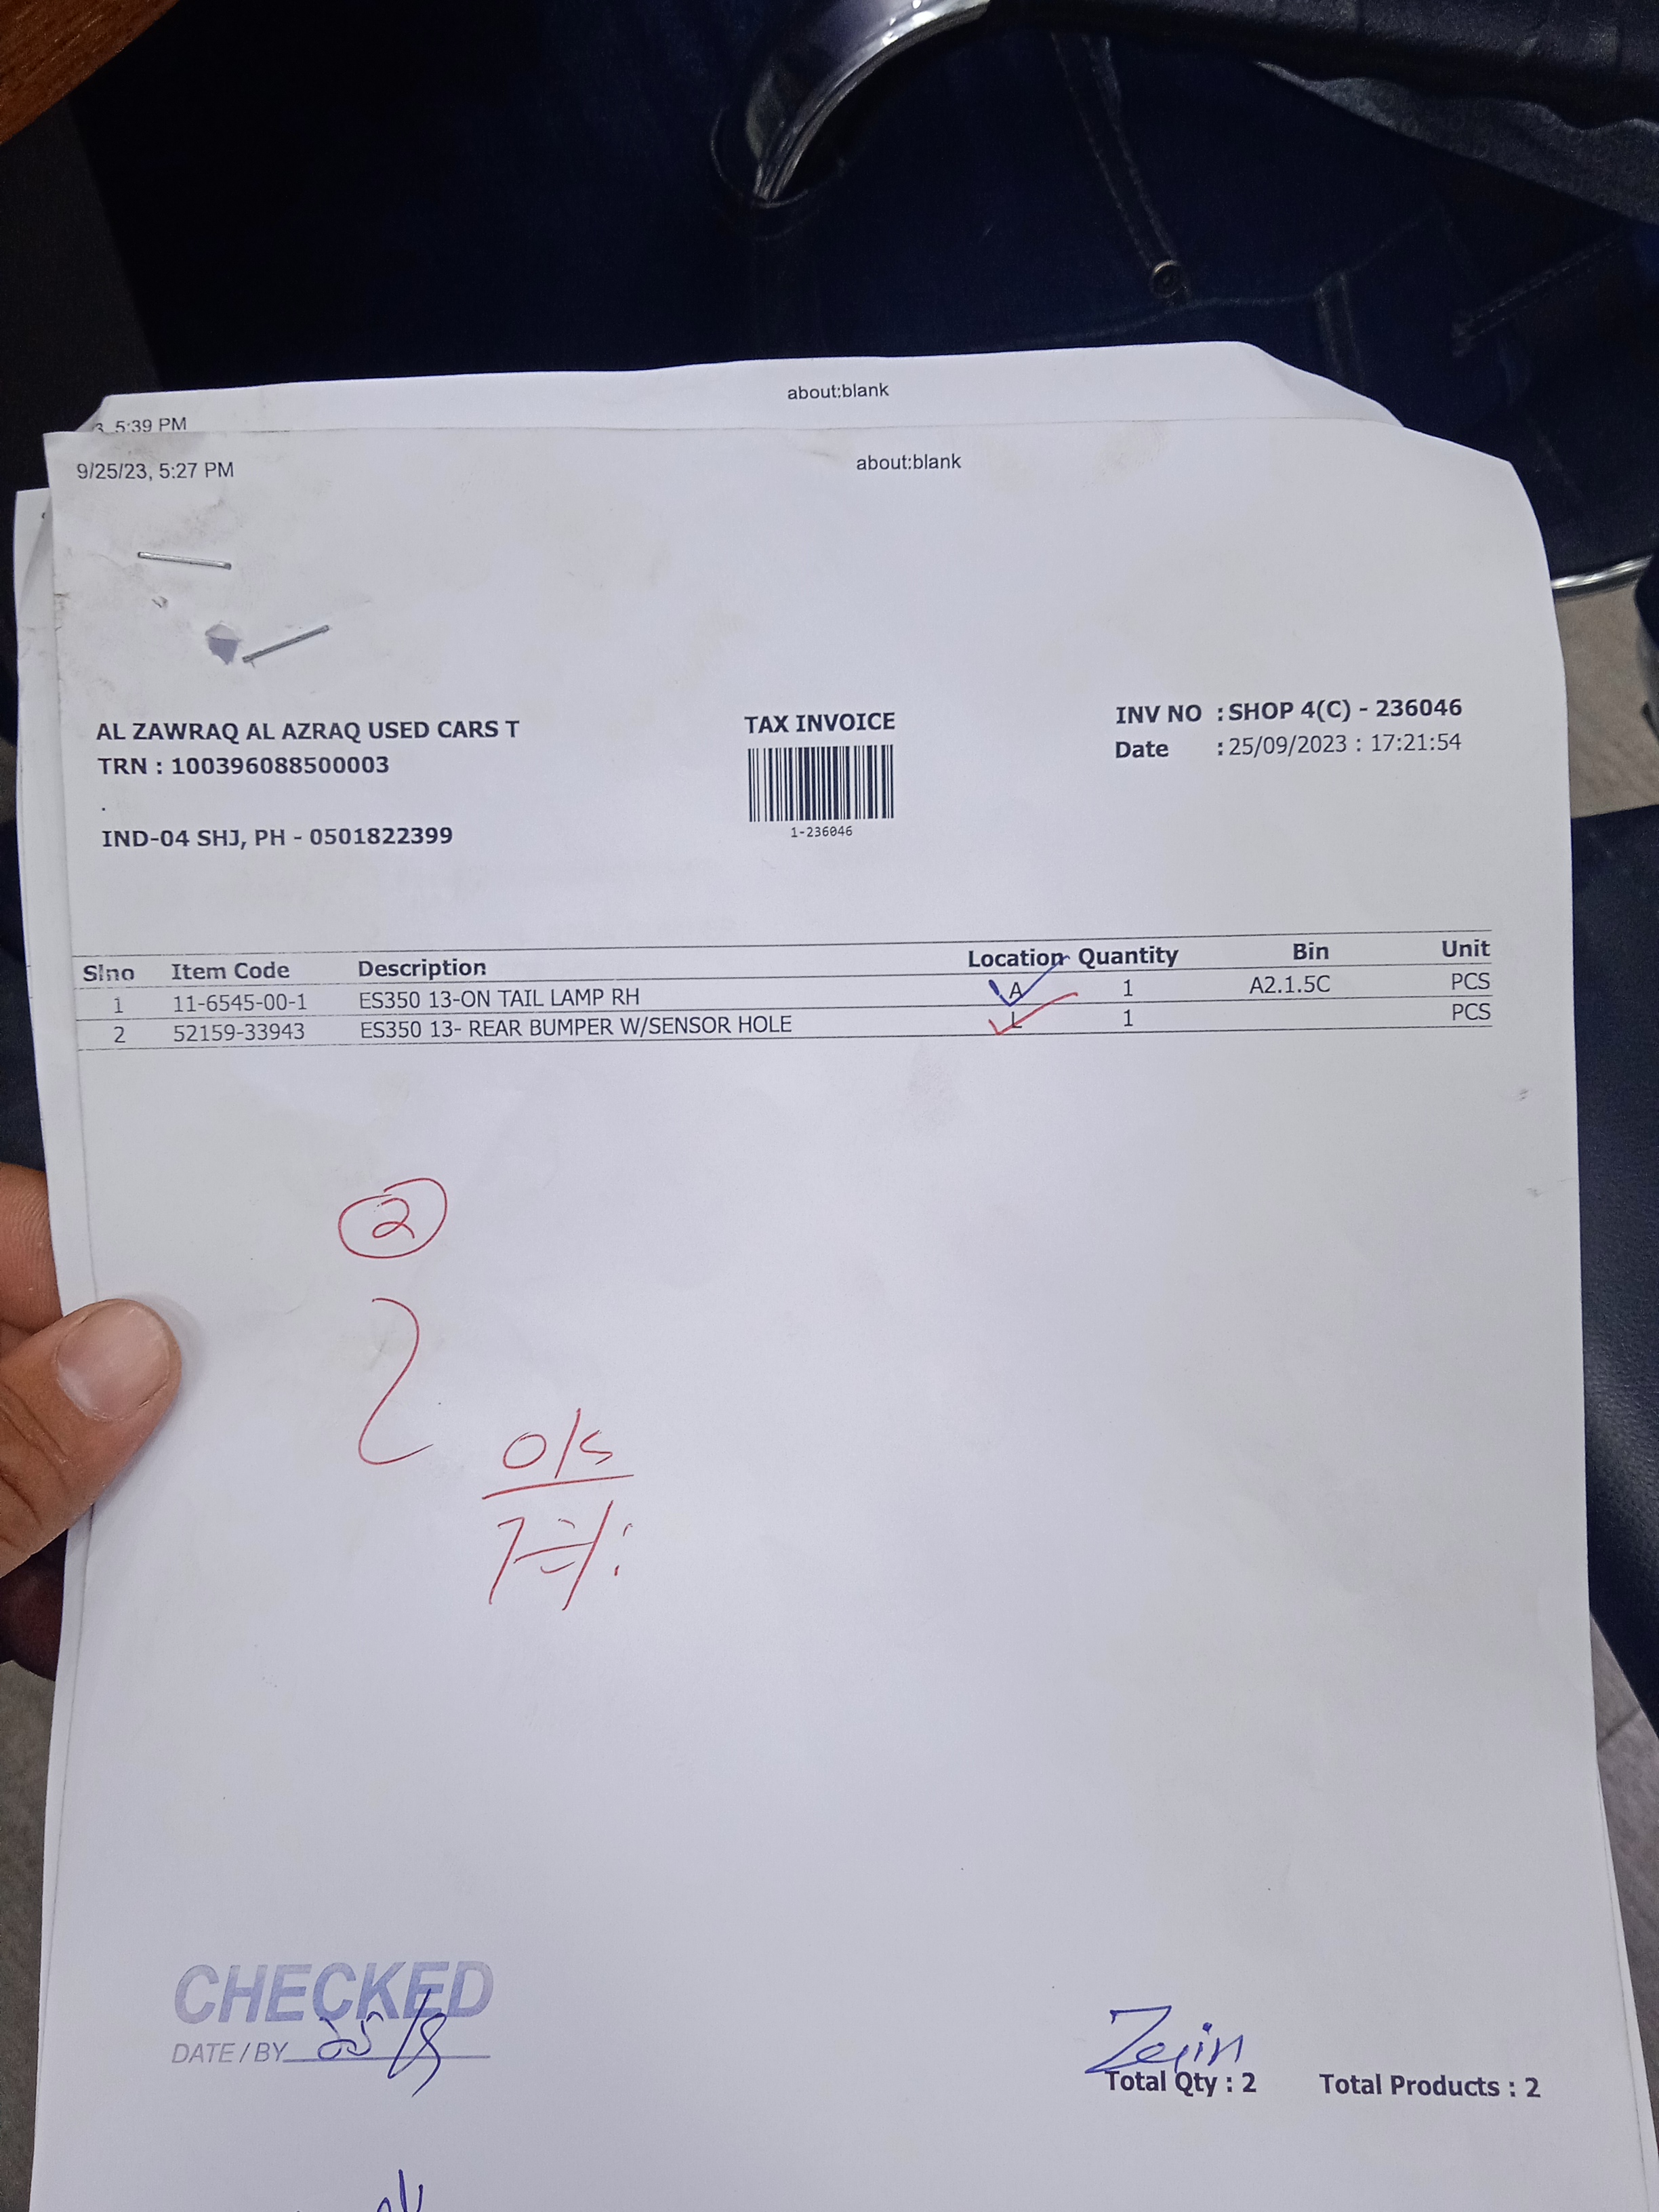 about:blank
3, 5:39 PM
9/25/23, 5:27 PM about:blank
AL ZAWRAQ AL AZRAQ USED CARS T
TRN : 100396088500003
.
IND-04 SHJ, PH - 0501822399
TAX INVOICE
1-236046
INV NO : SHOP 4(C) - 236046
Date : 25/09/2023 : 17:21:54
Slno Item Code Description Location Quantity Bin Unit
1 11-6545-00-1 ES350 13-ON TAIL LAMP RH A 1 A2.1.5C PCS
2 52159-33943 ES350 13- REAR BUMPER W/SENSOR HOLE L 1 PCS
2
O/S
CHECKED
DATE/BY 25/
Zejin
Total Qty : 2 Total Products : 2